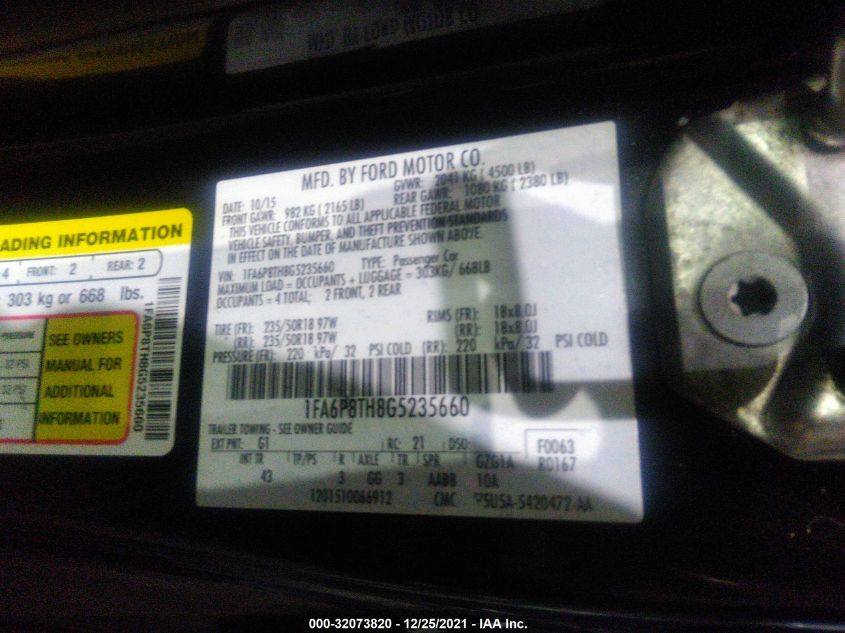 MFD. BY FORD MOTOR CO.
DATE: 10/15 GVWR: 2041 KG ( 4500 LB)
FRONT GAWR: 982 KG ( 2165 LB) REAR GAWR: 1080 KG ( 2380 LB)
THIS VEHICLE CONFORMS TO ALL APPLICABLE FEDERAL MOTOR
VEHICLE SAFETY, BUMPER, AND THEFT PREVENTION STANDARDS
IN EFFECT ON THE DATE OF MANUFACTURE SHOWN ABOVE.
VIN: 1FA6P8TH8G5235660 TYPE: Passenger Car
MAXIMUM LOAD = OCCUPANTS + LUGGAGE = 303KG/ 668LB
OCCUPANTS = 4 TOTAL; 2 FRONT, 2 REAR
TIRE (FR): 235/50R18 97W RIMS (FR): 18x8.0J
(RR): 235/50R18 97W (RR): 18x8.0J
PRESSURE (FR): 220 kPa/ 32 PSI COLD (RR): 220 kPa/ 32 PSI COLD
1FA6P8TH8G5235660
TRAILER TOWING - SEE OWNER GUIDE
EXT PNT: G1 RC: 21 DSO: F0063
INT TR TP/PS R AXLE TR SPR GZG1A R0167
43 3 GG 3 AABB 10A
1201510066912 CMC 5U5A-5420472-AA
ADING INFORMATION
4 FRONT: 2 REAR: 2
303 kg or 668 lbs.
SEE OWNERS
MANUAL FOR
ADDITIONAL
INFORMATION
32 PSI
1FA6P8TH8G5235660
000-32073820 - 12/25/2021 - IAA Inc.